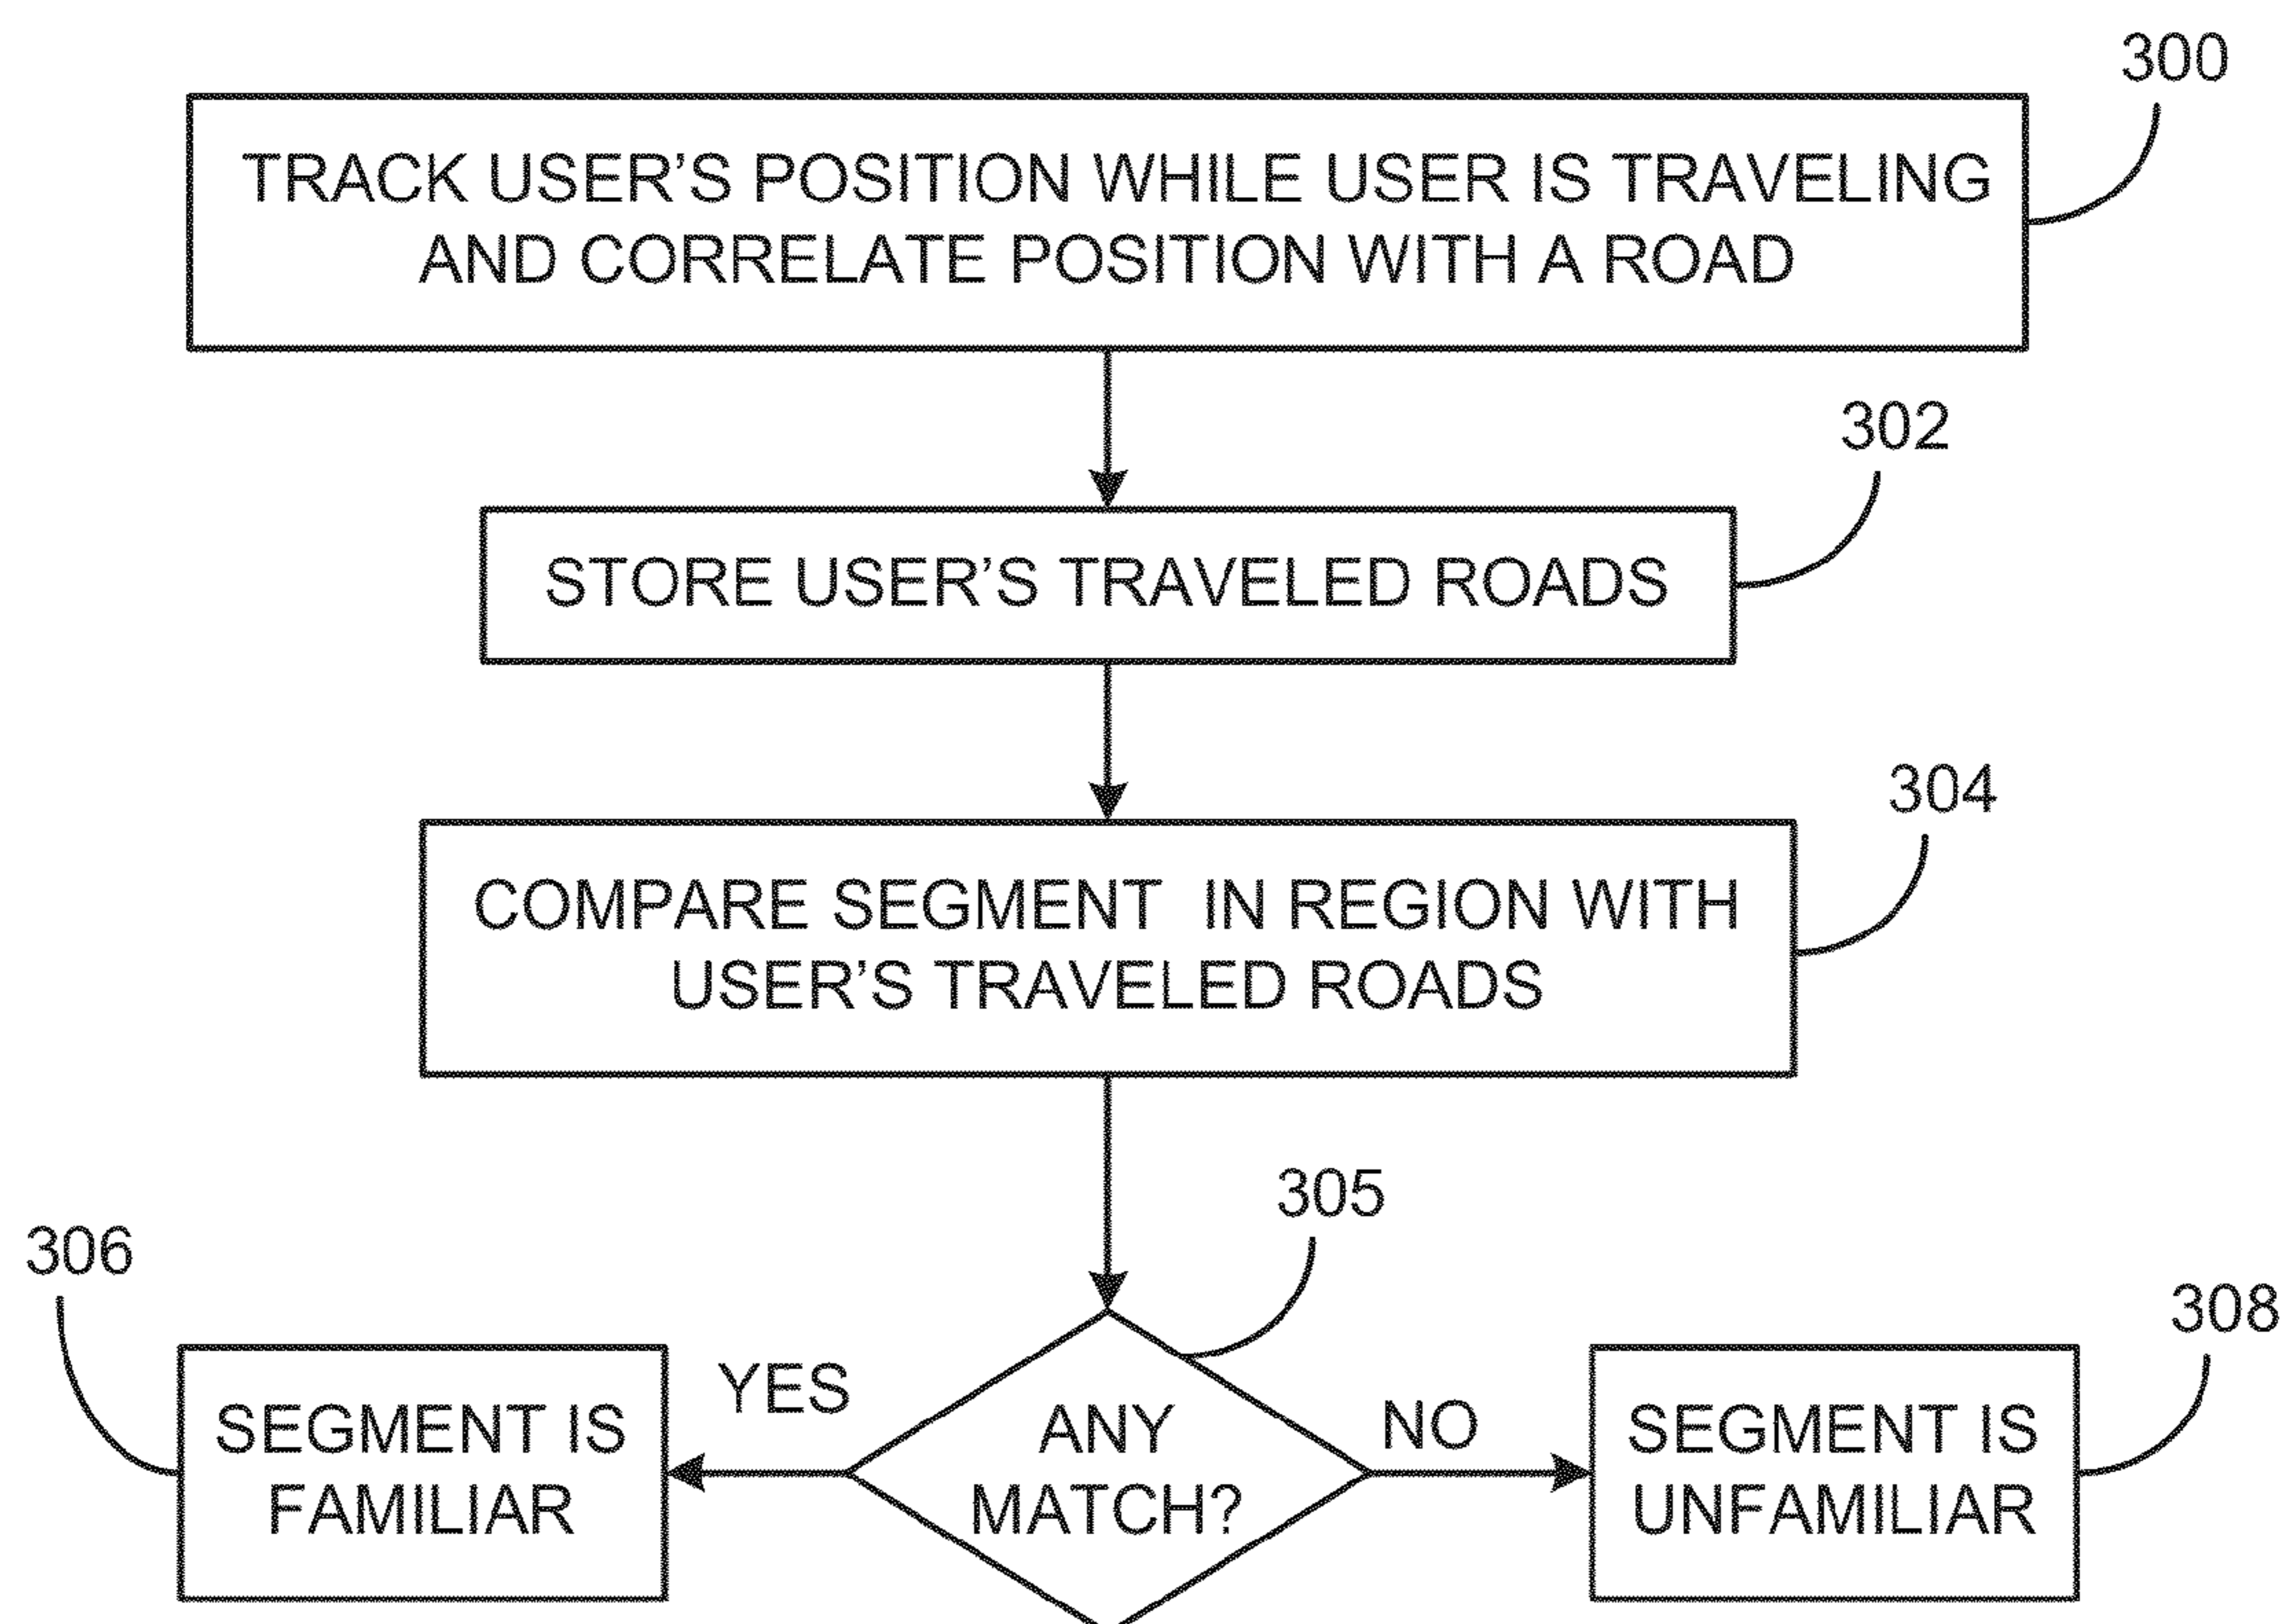 300
TRACK USER'S POSITION WHILE USER IS TRAVELING
AND CORRELATE POSITION WITH A ROAD
302
STORE USER'S TRAVELED ROADS
304
COMPARE SEGMENT IN REGION WITH
USER'S TRAVELED ROADS
305
306
308
YES
NO
SEGMENT IS
FAMILIAR
ANY
MATCH?
SEGMENT IS
UNFAMILIAR